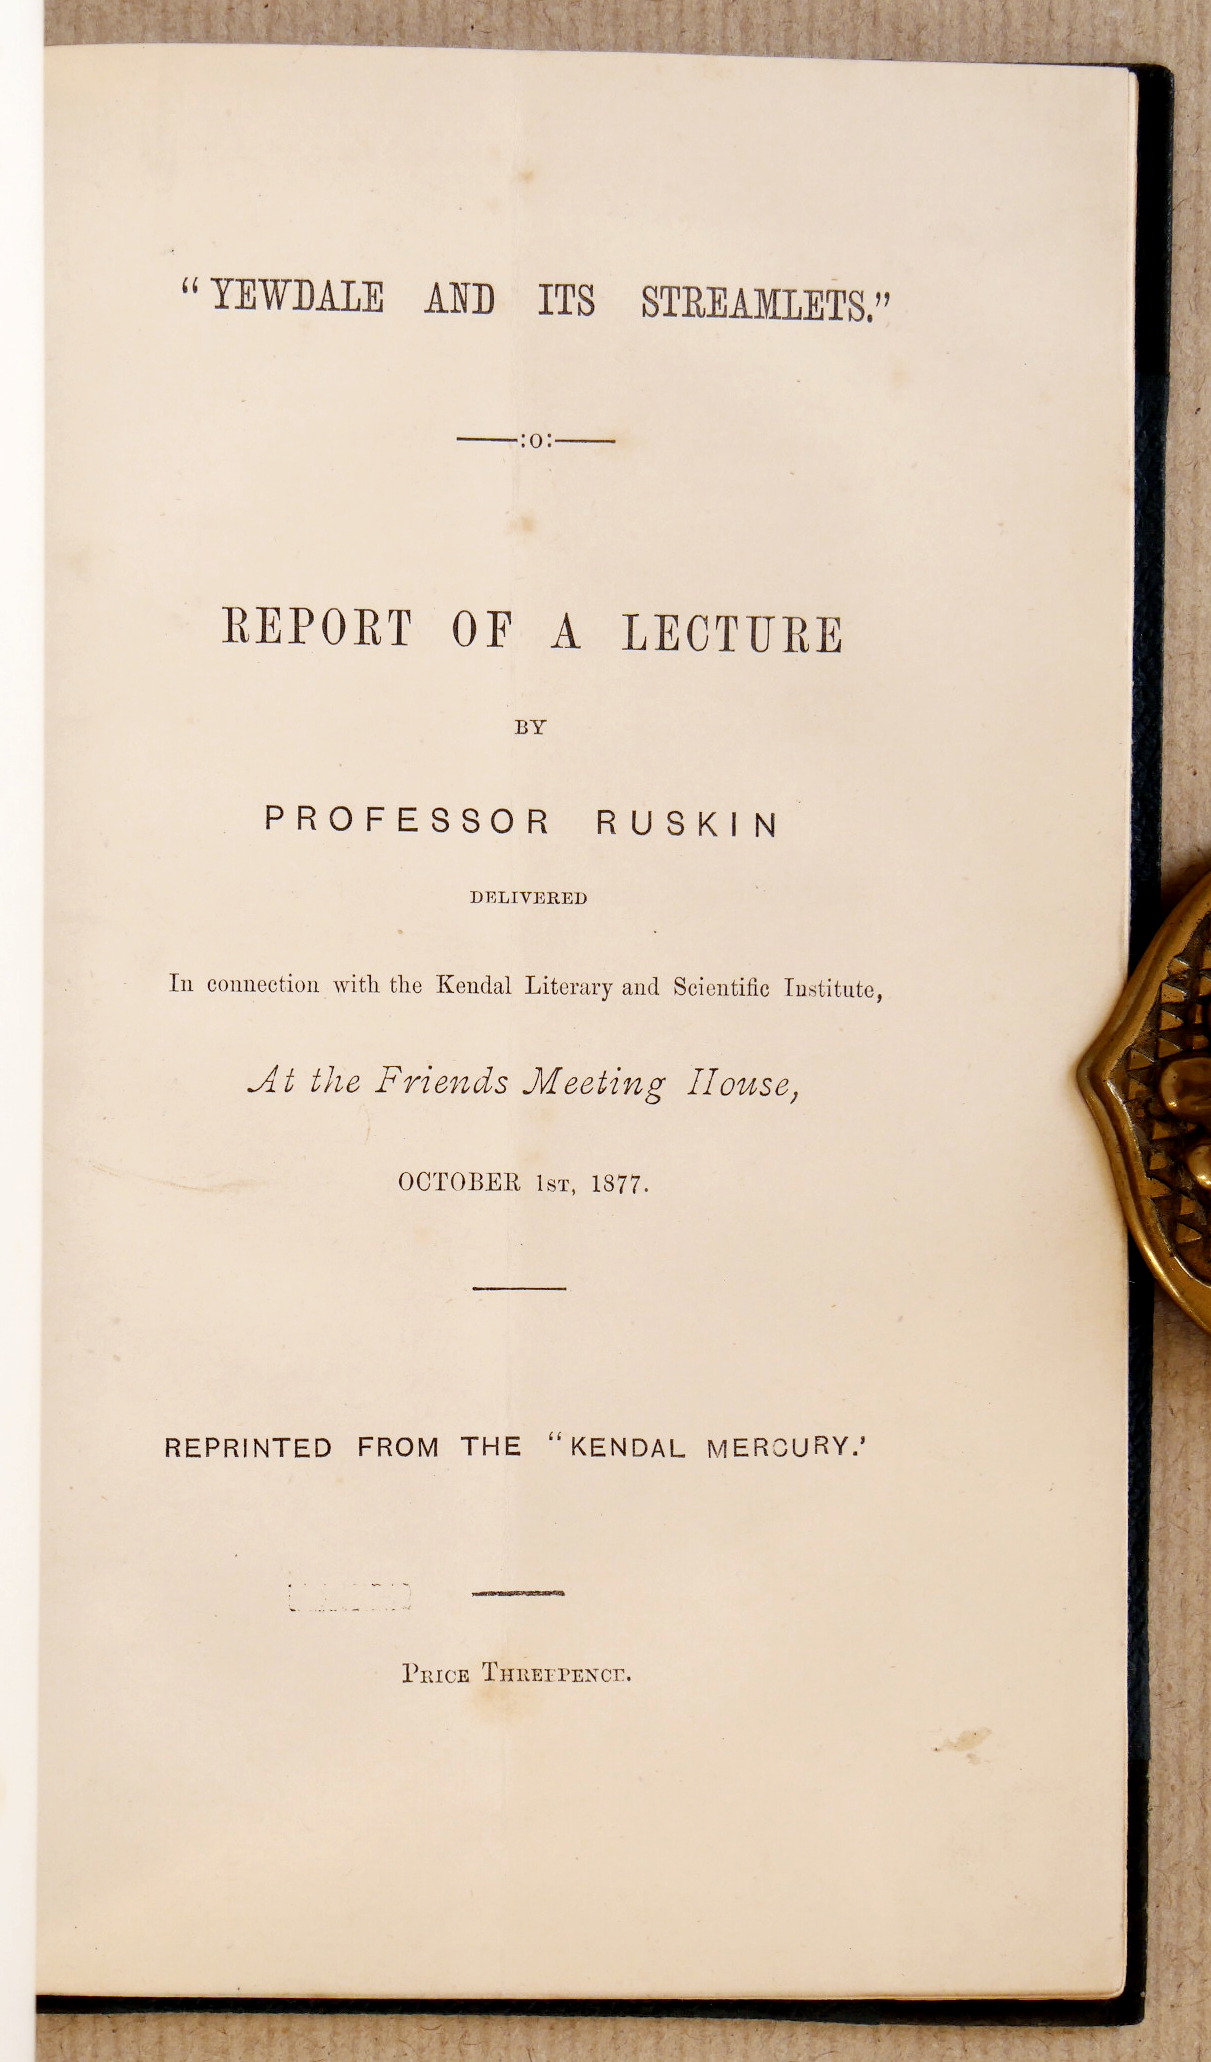 “YEWDALE AND ITS STREAMLETS.”
——:o:——
REPORT OF A LECTURE
BY
PROFESSOR RUSKIN
DELIVERED
In connection with the Kendal Literary and Scientific Institute,
At the Friends Meeting House,
OCTOBER 1ST, 1877.
REPRINTED FROM THE “KENDAL MERCURY.’
PRICE THREEPENCE.